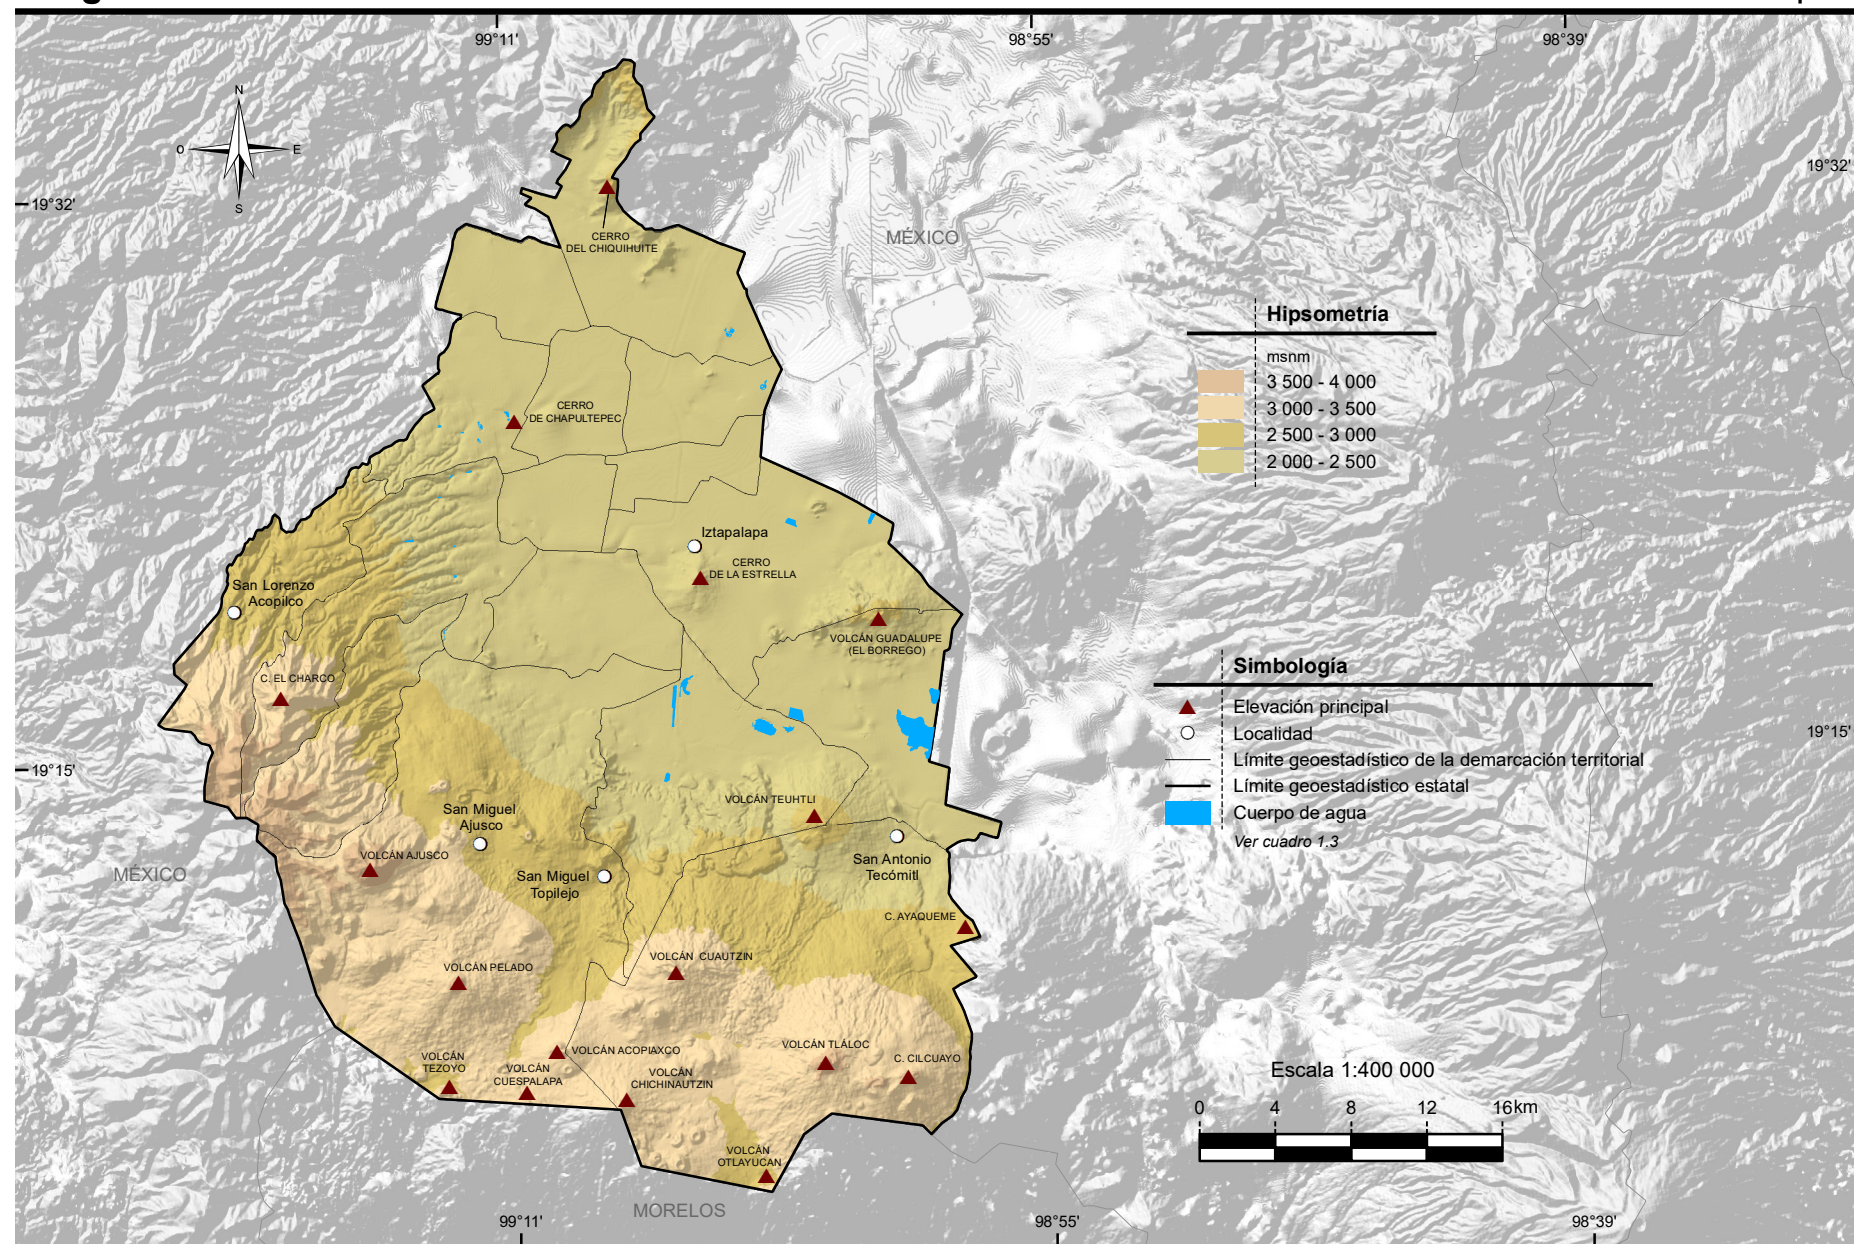 99°11'
98°55'
98°39'
N
O
E
S
19°32'
19°32'
CERRO
DEL CHIQUIHUITE
MÉXICO
Hipsometría
msnm
3 500 - 4 000
3 000 - 3 500
2 500 - 3 000
2 000 - 2 500
CERRO
DE CHAPULTEPEC
Iztapalapa
CERRO
DE LA ESTRELLA
San Lorenzo
Acopilco
VOLCÁN GUADALUPE
(EL BORREGO)
C. EL CHARCO
Simbología
Elevación principal
Localidad
Límite geoestadístico de la demarcación territorial
Límite geoestadístico estatal
Cuerpo de agua
Ver cuadro 1.3
19°15'
19°15'
VOLCÁN TEUHTLI
San Miguel
Ajusco
VOLCÁN AJUSCO
San Antonio
Tecómitl
MÉXICO
San Miguel
Topilejo
C. AYAQUEME
VOLCÁN CUAUTZIN
VOLCÁN PELADO
VOLCÁN ACOPIAXCO
VOLCÁN TLÁLOC
C. CILCUAYO
VOLCÁN
TEZOYO
VOLCÁN
CUESPALAPA
VOLCÁN
CHICHINAUTZIN
VOLCÁN
OTLAYUCAN
MORELOS
Escala 1:400 000
0 4 8 12 16km
99°11'
98°55'
98°39'